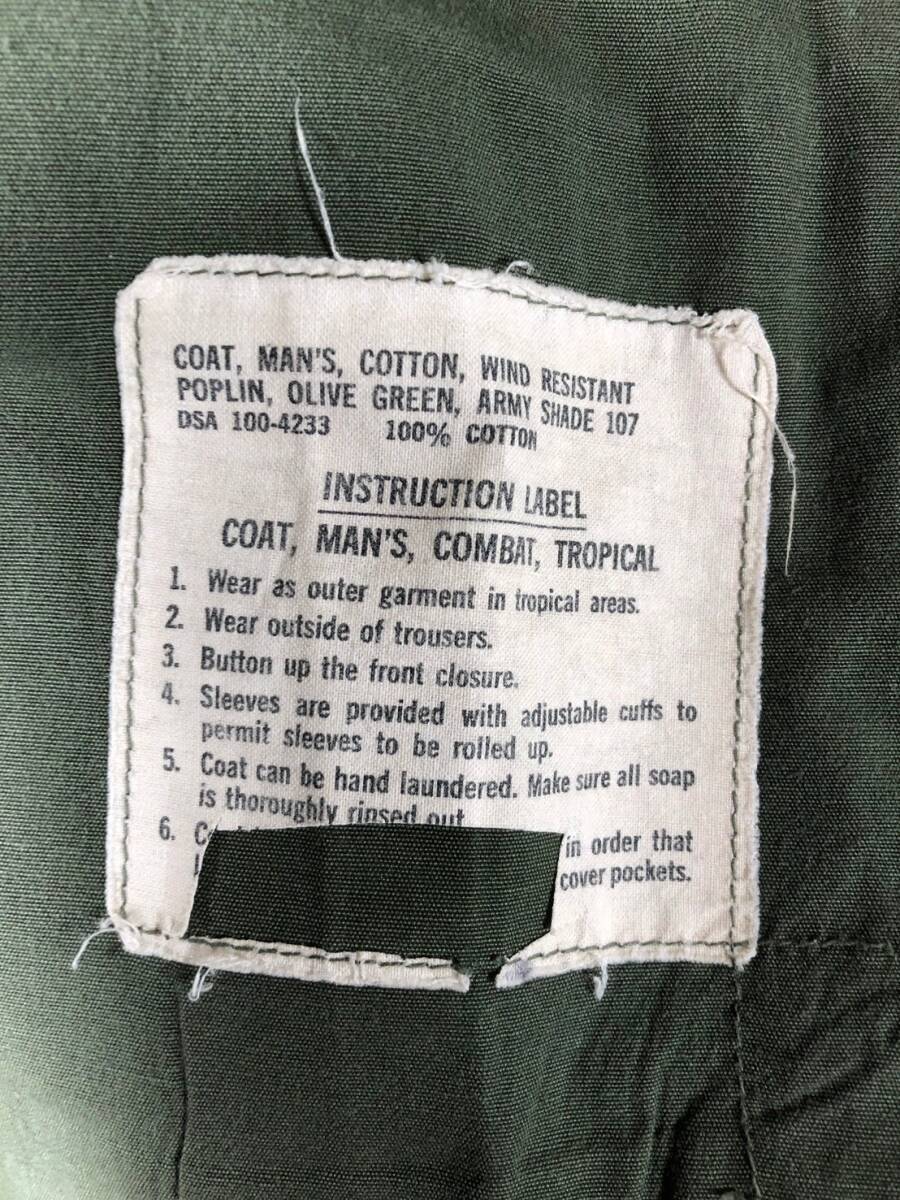 COAT, MAN'S, COTTON, WIND RESISTANT
POPLIN, OLIVE GREEN, ARMY SHADE 107
DSA 100-4233 100% COTTON
INSTRUCTION LABEL
COAT, MAN'S, COMBAT, TROPICAL
1. Wear as outer garment in tropical areas.
2. Wear outside of trousers.
3. Button up the front closure.
4. Sleeves are provided with adjustable cuffs to
permit sleeves to be rolled up.
5. Coat can be hand laundered. Make sure all soap
is thoroughly rinsed out
6. in order that
cover pockets.